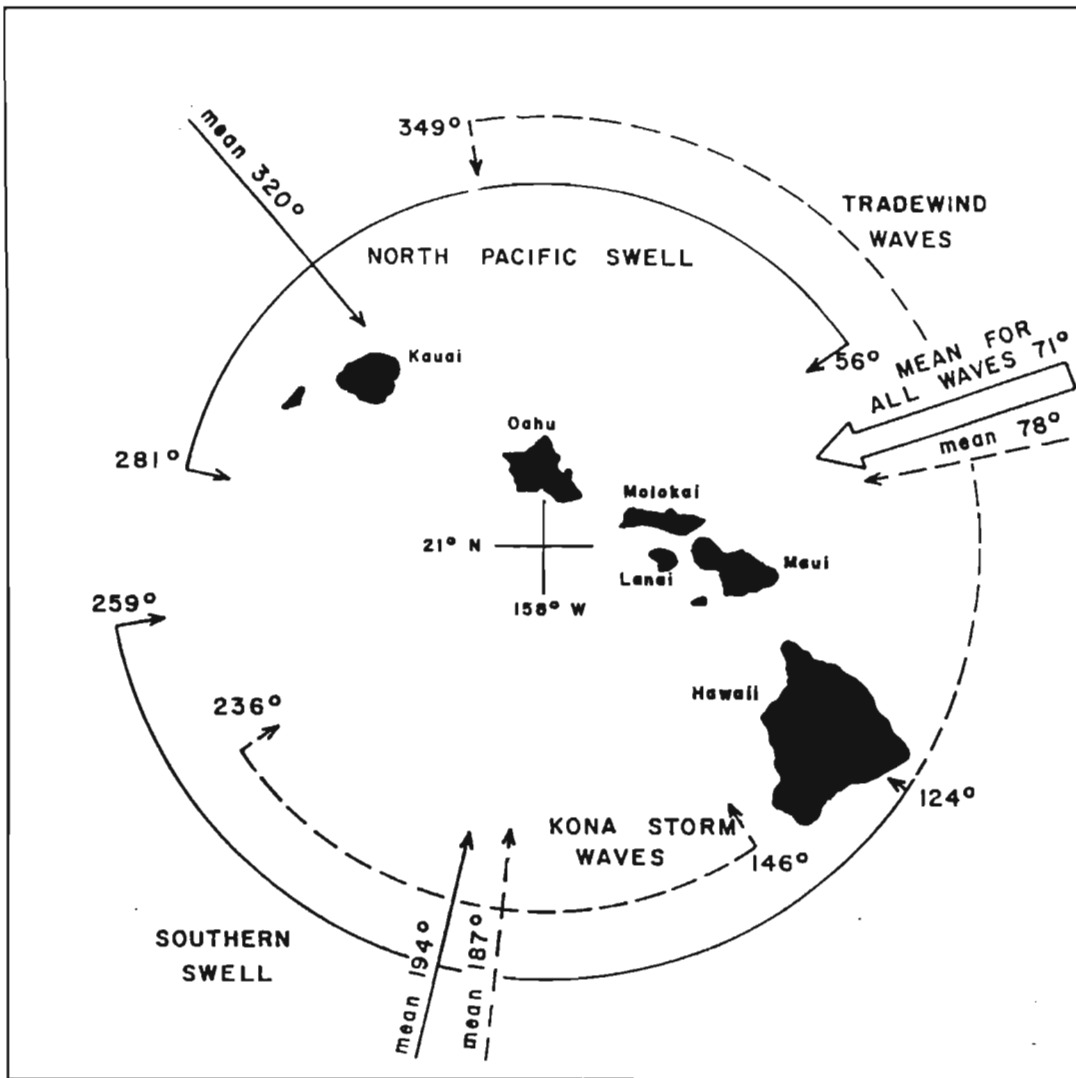 mean 320°
349°
TRADEWIND
WAVES
NORTH PACIFIC SWELL
MEAN FOR
ALL WAVES 71°
56°
Kauai
mean 78°
Oahu
281°
Molokai
21° N
Lanai
Maui
158° W
259°
Hawaii
236°
124°
KONA STORM
WAVES
146°
SOUTHERN
SWELL
mean 194°
mean 187°